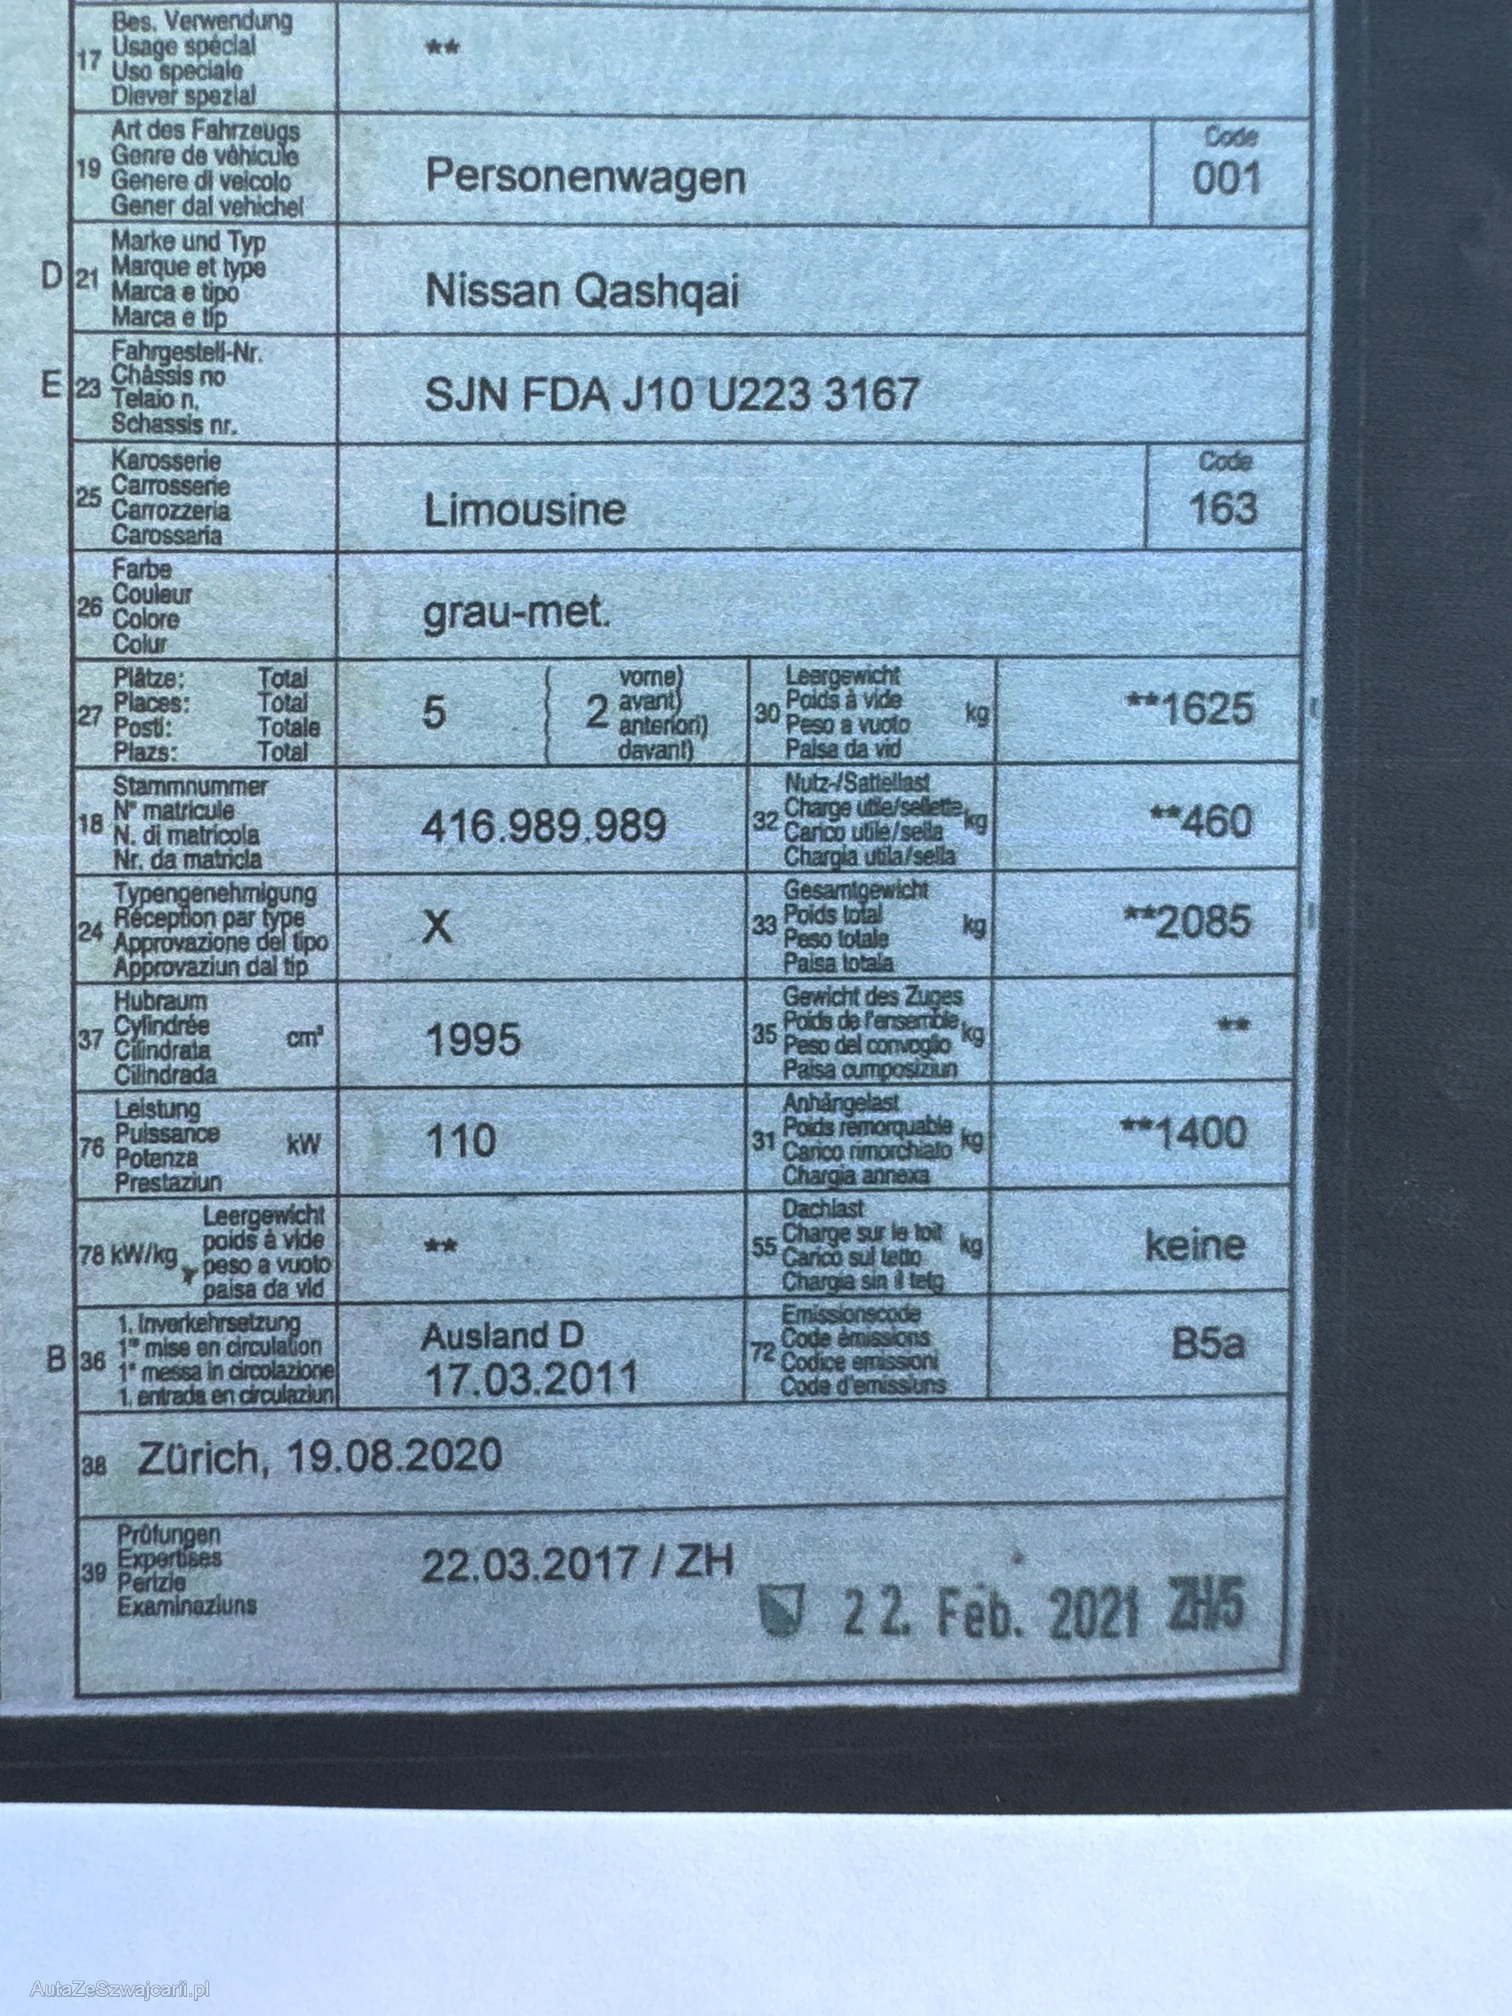 17
Bes. Verwendung
Usage spécial
Uso speciale
Diever spezial
**
19
Art des Fahrzeugs
Genre de véhicule
Genere di veicolo
Gener dal vehichel
Personenwagen
Code
001
D
21
Marke und Typ
Marque et type
Marca e tipo
Marca e tip
Nissan Qashqai
E
23
Fahrgestell-Nr.
Châssis no
Telaio n.
Schassis nr.
SJN FDA J10 U223 3167
25
Karosserie
Carrosserie
Carrozzeria
Carossaria
Limousine
Code
163
26
Farbe
Couleur
Colore
Colur
grau-met.
27
Plätze: Total
Places: Total
Posti: Totale
Plazs: Total
5
2
vorne)
avant)
anteriori)
davant)
30
Leergewicht
Poids à vide
Peso a vuoto
Paisa da vid
kg
**1625
18
Stammnummer
N° matricule
N. di matricola
Nr. da matricla
416.989.989
32
Nutz-/Sattellast
Charge utile/sellette
Carico utile/sella
Chargia utila/sella
kg
**460
24
Typengenehmigung
Réception par type
Approvazione del tipo
Approvaziun dal tip
X
33
Gesamtgewicht
Poids total
Peso totale
Paisa totala
kg
**2085
37
Hubraum
Cylindrée
Cilindrata
Cilindrada
cm³
1995
35
Gewicht des Zuges
Poids de l'ensemble
Peso del convoglio
Paisa cumposiziun
kg
**
76
Leistung
Puissance
Potenza
Prestaziun
kW
110
31
Anhängelast
Poids remorquable
Carico rimorchiato
Chargia annexa
kg
**1400
78 kW/kg
Leergewicht
poids à vide
peso a vuoto
paisa da vid
**
55
Dachlast
Charge sur le toit
Carico sul tetto
Chargia sin il tetg
kg
keine
B
36
1. Inverkehrsetzung
1re mise en circulation
1a messa in circolazione
1. entrada en circulaziun
Ausland D
17.03.2011
72
Emissionscode
Code émissions
Codice emissioni
Code d'emissiuns
B5a
38
Zürich, 19.08.2020
39
Prüfungen
Expertises
Perizie
Examinaziuns
22.03.2017 / ZH
22. Feb. 2021 ZH/5
AutaZeSzwajcarii.pl